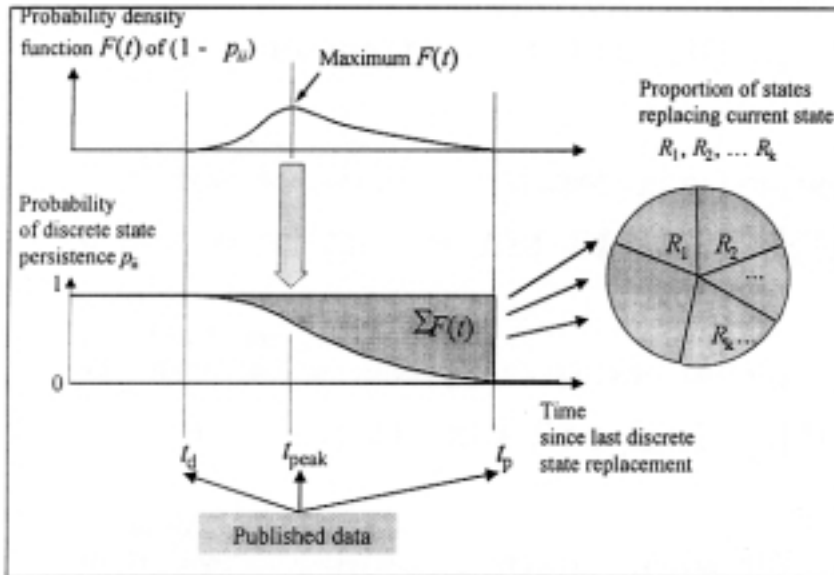 Probability density
function F(t) of (1 - pii)
Maximum F(t)
Proportion of states
replacing current state
R1, R2, ... Rk
Probability
of discrete state
persistence pii
1
R1
R2
...
Rk...
ΣF(t)
0
Time
since last discrete
state replacement
td
tpeak
tp
Published data